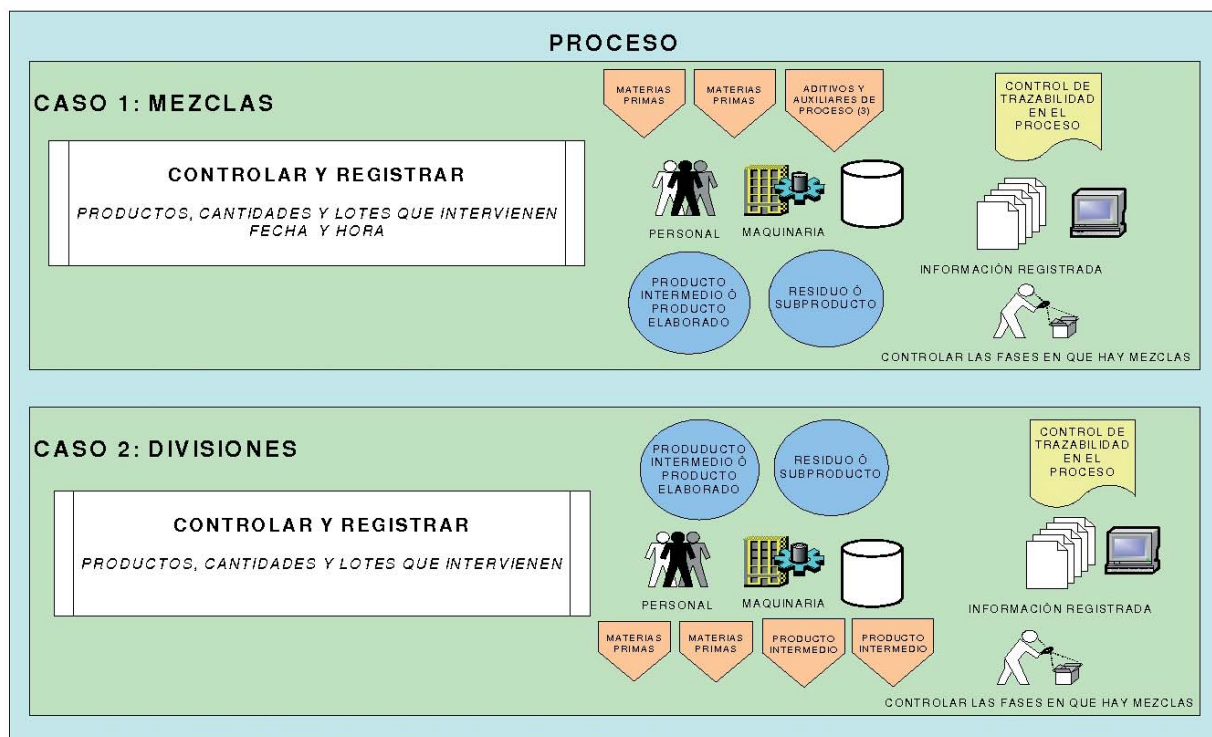 PROCESO
CASO 1: MEZCLAS
CONTROLAR Y REGISTRAR
PRODUCTOS, CANTIDADES Y LOTES QUE INTERVIENEN
FECHA Y HORA
MATERIAS
PRIMAS
MATERIAS
PRIMAS
ADITIVOS Y
AUXILIARES DE
PROCESO (3)
PERSONAL
MAQUINARIA
PRODUCTO
INTERMEDIO Ó
PRODUCTO
ELABORADO
RESIDUO Ó
SUBPRODUCTO
CONTROL DE
TRAZABILIDAD
EN EL
PROCESO
INFORMACIÓN REGISTRADA
CONTROLAR LAS FASES EN QUE HAY MEZCLAS
CASO 2: DIVISIONES
CONTROLAR Y REGISTRAR
PRODUCTOS, CANTIDADES Y LOTES QUE INTERVIENEN
PRODUDUCTO
INTERMEDIO Ó
PRODUCTO
ELABORADO
RESIDUO Ó
SUBPRODUCTO
PERSONAL
MAQUINARIA
MATERIAS
PRIMAS
MATERIAS
PRIMAS
PRODUCTO
INTERMEDIO
PRODUCTO
INTERMEDIO
CONTROL DE
TRAZABILIDAD
EN EL
PROCESO
INFORMACIÓN REGISTRADA
CONTROLAR LAS FASES EN QUE HAY MEZCLAS